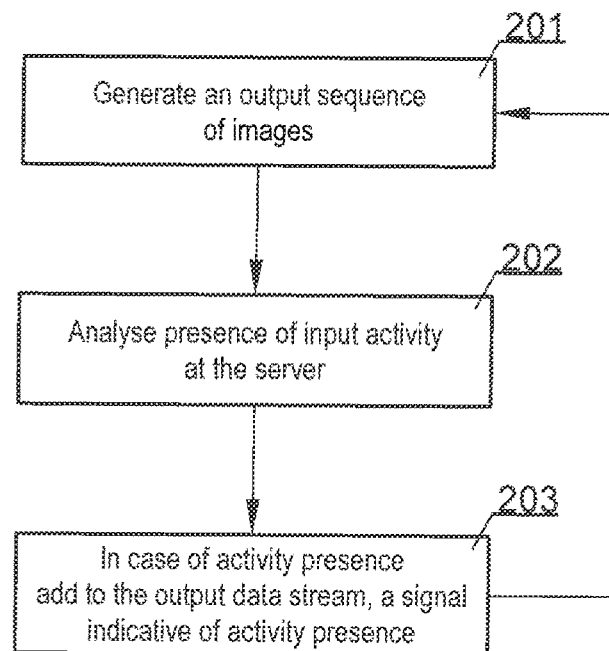 201
Generate an output sequence
of images
202
Analyse presence of input activity
at the server
203
In case of activity presence
add to the output data stream, a signal
indicative of activity presence